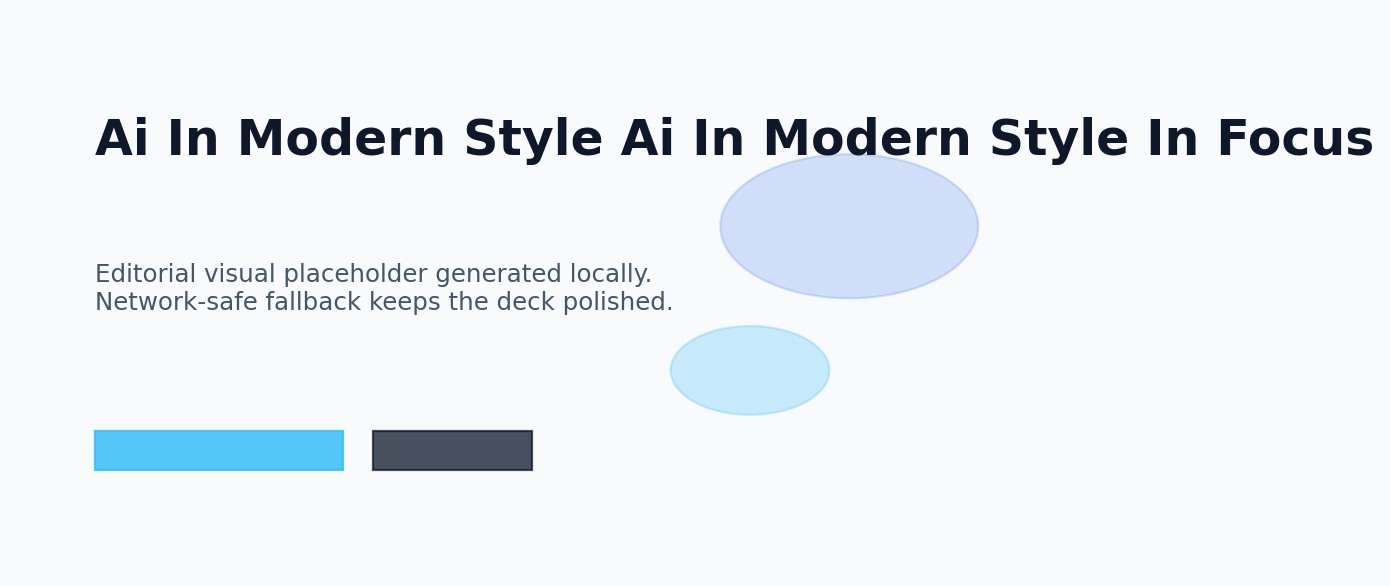 Ai In Modern Style Ai In Modern Style In Focus
Editorial visual placeholder generated locally.
Network-safe fallback keeps the deck polished.